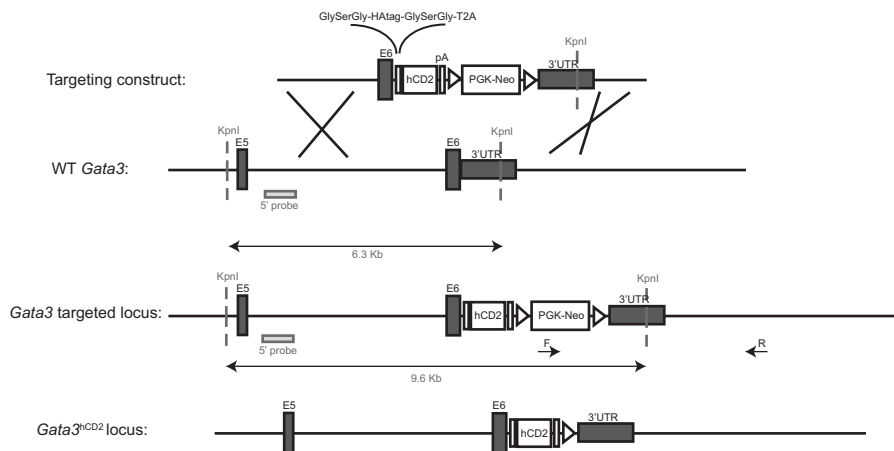 GlySerGly-HAtag-GlySerGly-T2A
KpnI
E6
pA
3'UTR
Targeting construct:
hCD2
PGK-Neo
KpnI
E5
E6
KpnI
3'UTR
WT Gata3:
5' probe
6.3 Kb
KpnI
E5
E6
KpnI
3'UTR
Gata3 targeted locus:
hCD2
PGK-Neo
5' probe
F
R
9.6 Kb
E5
E6
3'UTR
Gata3hCD2 locus:
hCD2